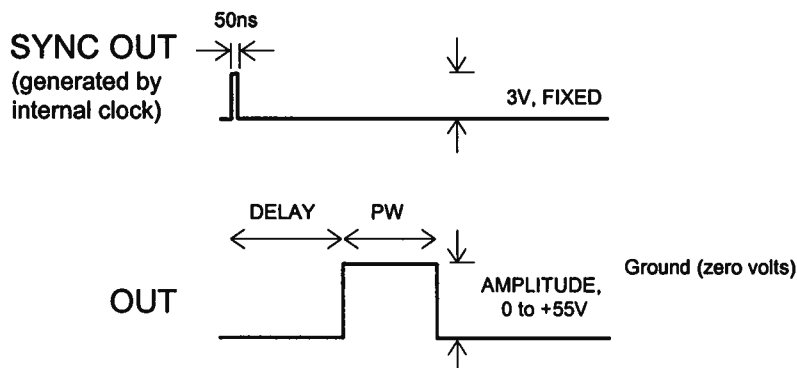 50ns
SYNC OUT
(generated by
internal clock)
3V, FIXED
DELAY
PW
OUT
AMPLITUDE,
0 to +55V
Ground (zero volts)